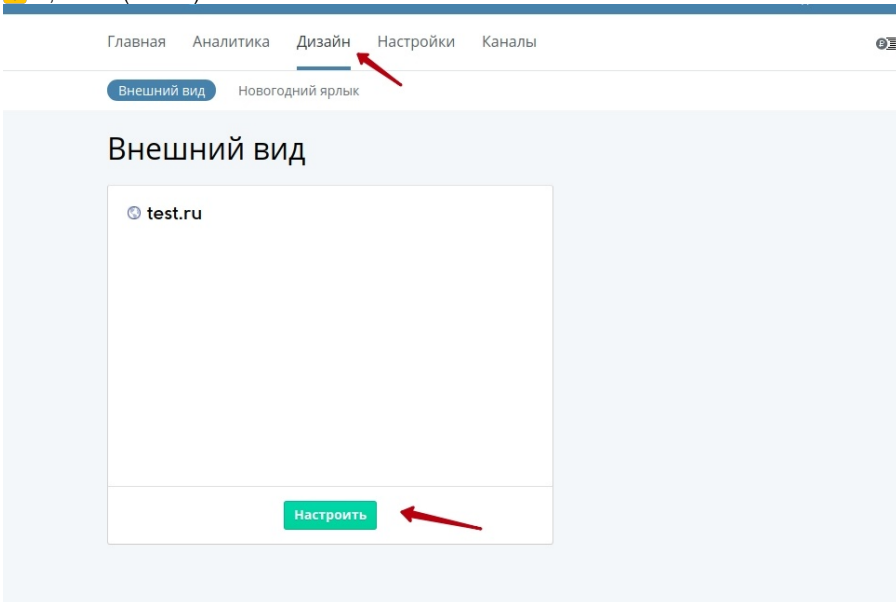 Главная Аналитика Дизайн Настройки Каналы
Внешний вид Новогодний ярлык
Внешний вид
test.ru
Настроить